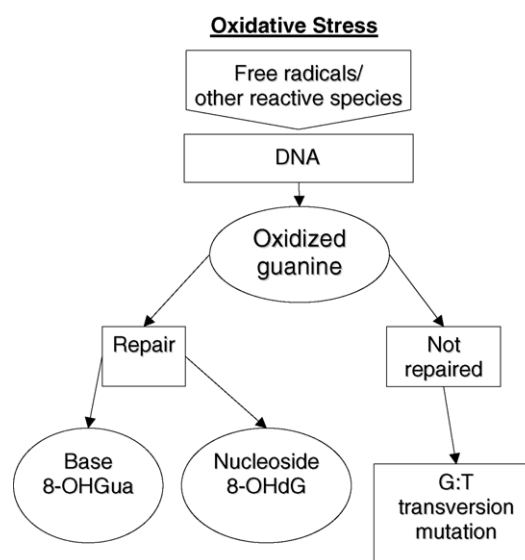 Oxidative Stress
Free radicals/
other reactive species
DNA
Oxidized
guanine
Repair
Not
repaired
Base
8-OHGua
Nucleoside
8-OHdG
G:T
transversion
mutation